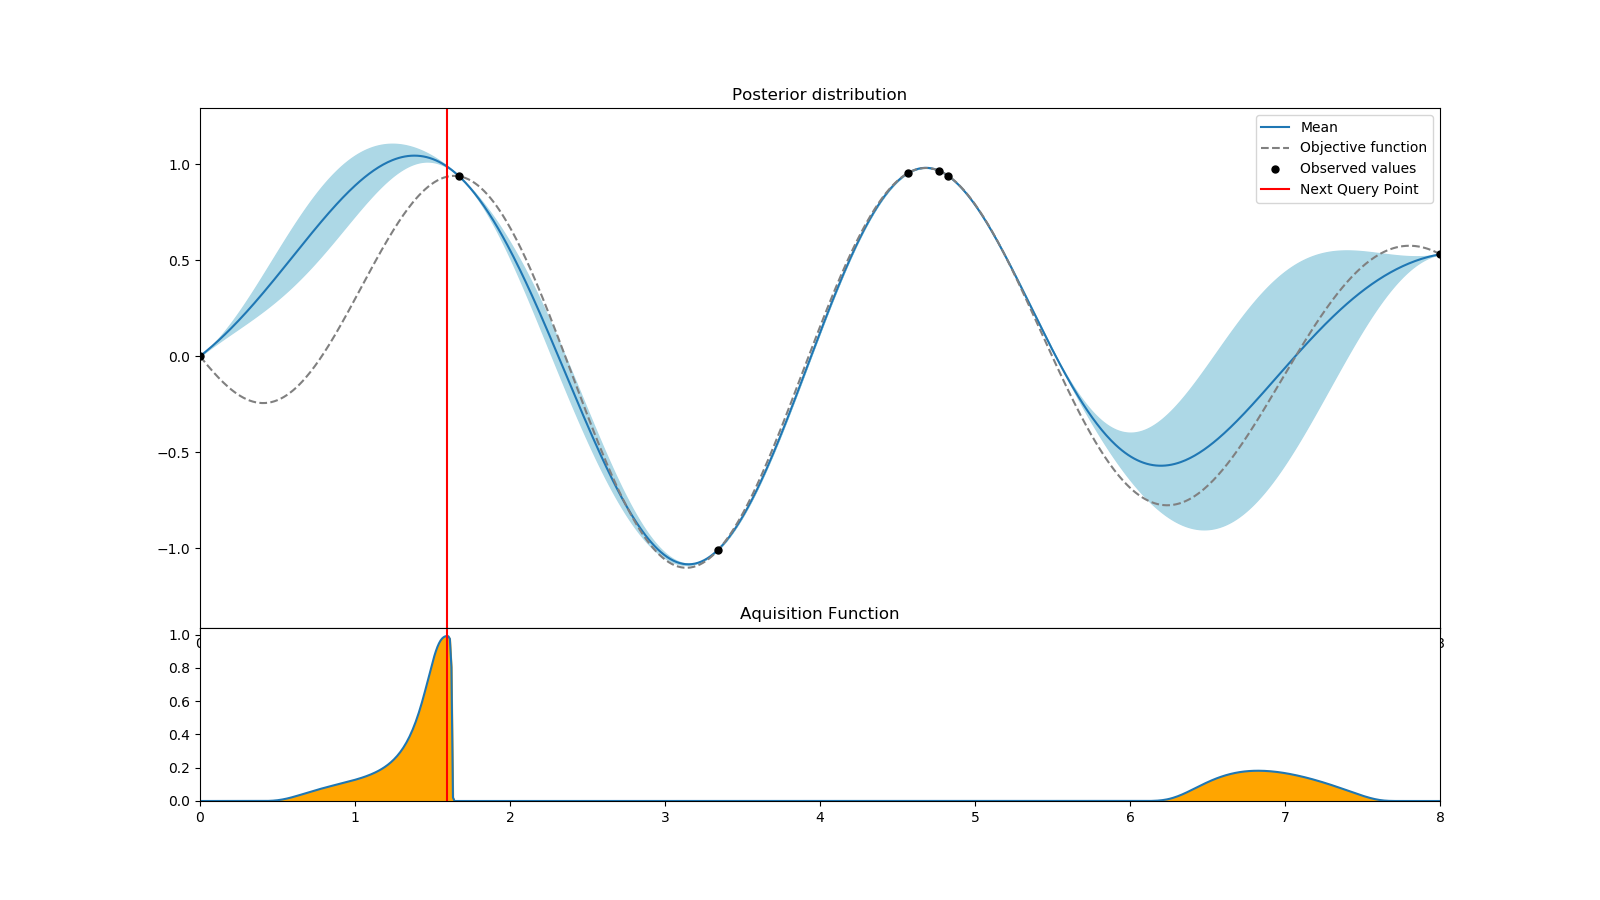 Posterior distribution
Mean
Objective function
Observed values
Next Query Point
1.0
0.5
0.0
−0.5
−1.0
Aquisition Function
1.0
0.8
0.6
0.4
0.2
0.0
0 1 2 3 4 5 6 7 8